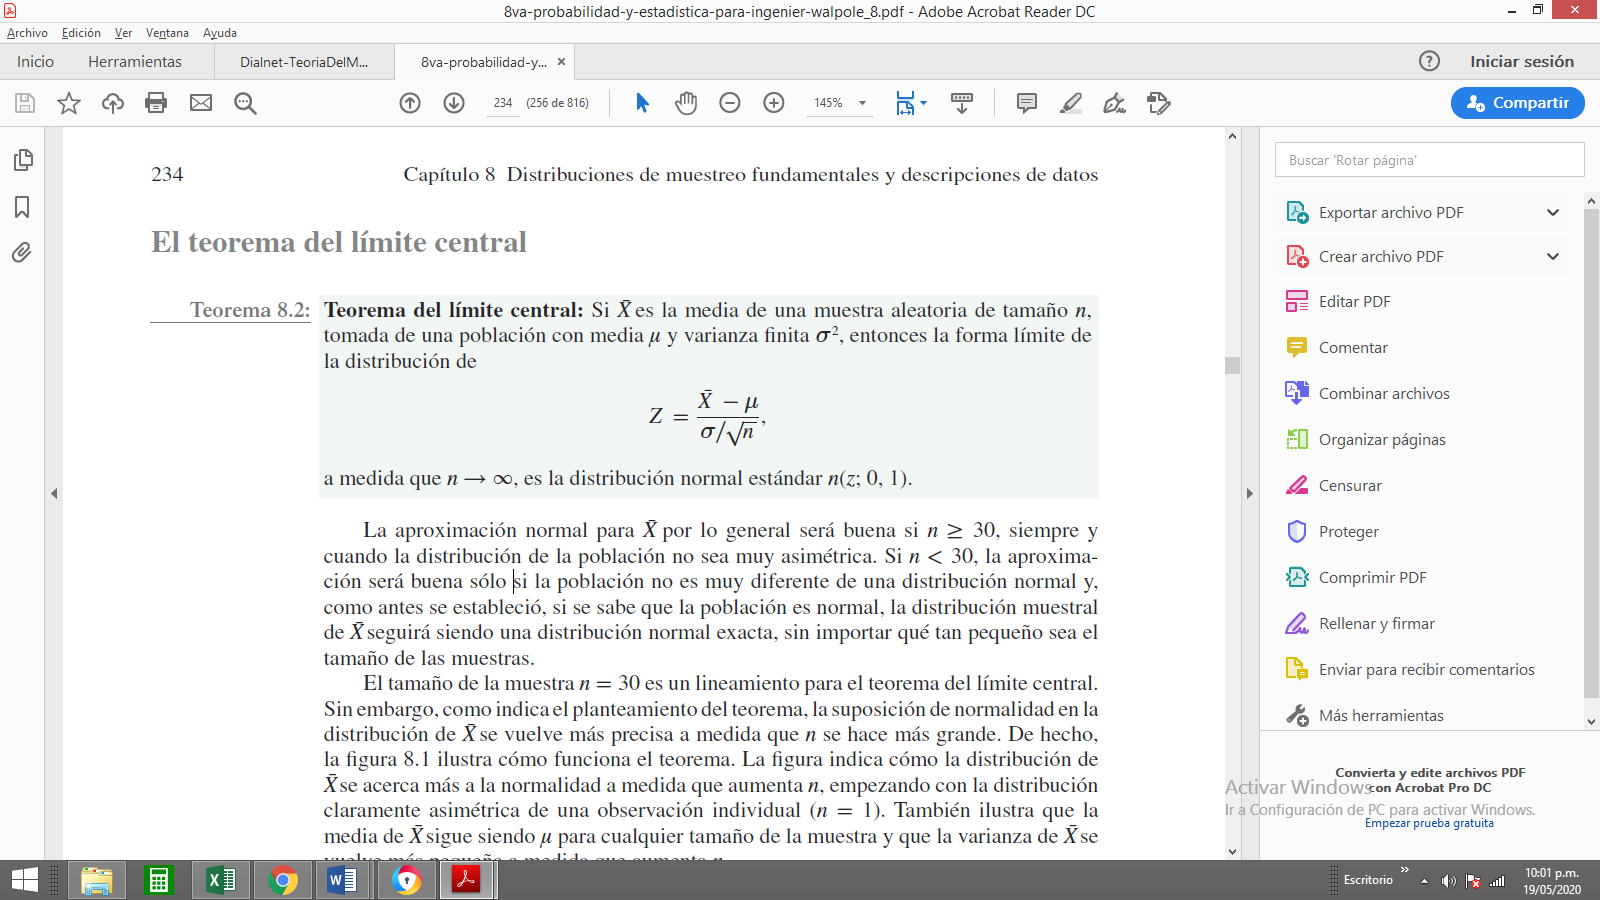 8va-probabilidad-y-estadistica-para-ingenier-walpole_8.pdf - Adobe Acrobat Reader DC
Archivo Edición Ver Ventana Ayuda
Inicio Herramientas Dialnet-TeoriaDelM... 8va-probabilidad-y... × Iniciar sesión
234 (256 de 816) 145% Compartir
234 Capítulo 8 Distribuciones de muestreo fundamentales y descripciones de datos
El teorema del límite central
Teorema 8.2: Teorema del límite central: Si X̄ es la media de una muestra aleatoria de tamaño n,
tomada de una población con media μ y varianza finita σ², entonces la forma límite de
la distribución de
Z = (X̄ − μ) / (σ/√n),
a medida que n → ∞, es la distribución normal estándar n(z; 0, 1).
La aproximación normal para X̄ por lo general será buena si n ≥ 30, siempre y
cuando la distribución de la población no sea muy asimétrica. Si n < 30, la aproxima-
ción será buena sólo si la población no es muy diferente de una distribución normal y,
como antes se estableció, si se sabe que la población es normal, la distribución muestral
de X̄ seguirá siendo una distribución normal exacta, sin importar qué tan pequeño sea el
tamaño de las muestras.
El tamaño de la muestra n = 30 es un lineamiento para el teorema del límite central.
Sin embargo, como indica el planteamiento del teorema, la suposición de normalidad en la
distribución de X̄ se vuelve más precisa a medida que n se hace más grande. De hecho,
la figura 8.1 ilustra cómo funciona el teorema. La figura indica cómo la distribución de
X̄ se acerca más a la normalidad a medida que aumenta n, empezando con la distribución
claramente asimétrica de una observación individual (n = 1). También ilustra que la
media de X̄ sigue siendo μ para cualquier tamaño de la muestra y que la varianza de X̄ se
vuelve más pequeña a medida que aumenta n.
Buscar 'Rotar página'
Exportar archivo PDF
Crear archivo PDF
Editar PDF
Comentar
Combinar archivos
Organizar páginas
Censurar
Proteger
Comprimir PDF
Rellenar y firmar
Enviar para recibir comentarios
Más herramientas
Convierta y edite archivos PDF
con Acrobat Pro DC
Empezar prueba gratuita
Activar Windows
Ir a Configuración de PC para activar Windows.
Escritorio
10:01 p.m.
19/05/2020